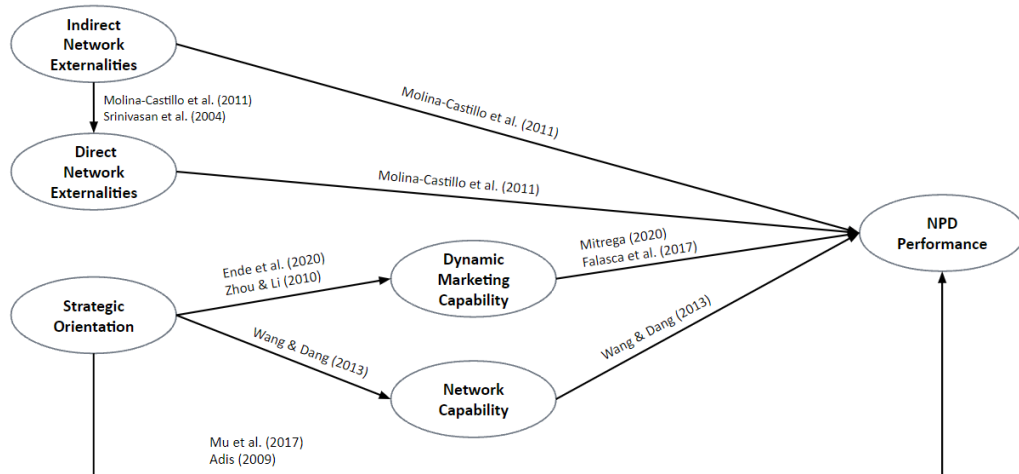 Indirect
Network
Externalities
Molina-Castillo et al. (2011)
Molina-Castillo et al. (2011)
Srinivasan et al. (2004)
Direct
Network
Externalities
Molina-Castillo et al. (2011)
NPD
Performance
Mitrega (2020)
Falasca et al. (2017)
Ende et al. (2020)
Zhou & Li (2010)
Dynamic
Marketing
Capability
Strategic
Orientation
Wang & Dang (2013)
Wang & Dang (2013)
Network
Capability
Mu et al. (2017)
Adis (2009)